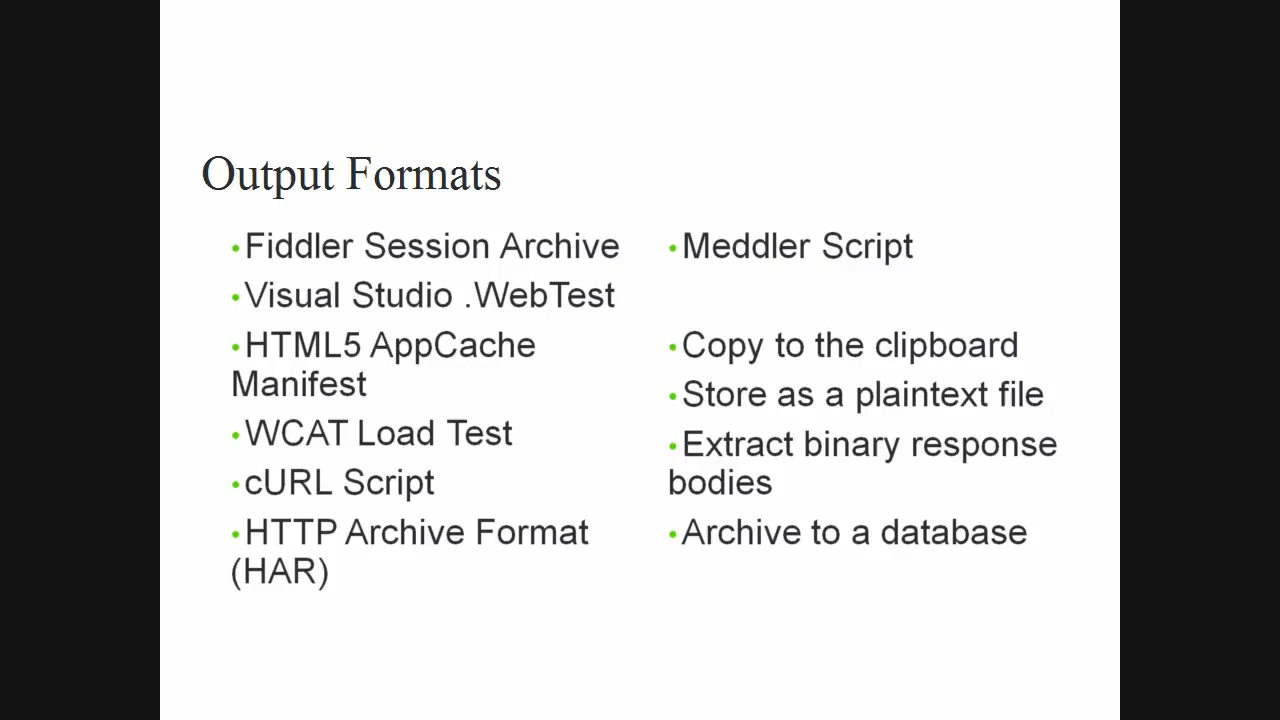 Output Formats
•Fiddler Session Archive
•Visual Studio .WebTest
•HTML5 AppCache
Manifest
•WCAT Load Test
•cURL Script
•HTTP Archive Format
(HAR)
•Meddler Script
•Copy to the clipboard
•Store as a plaintext file
•Extract binary response
bodies
•Archive to a database